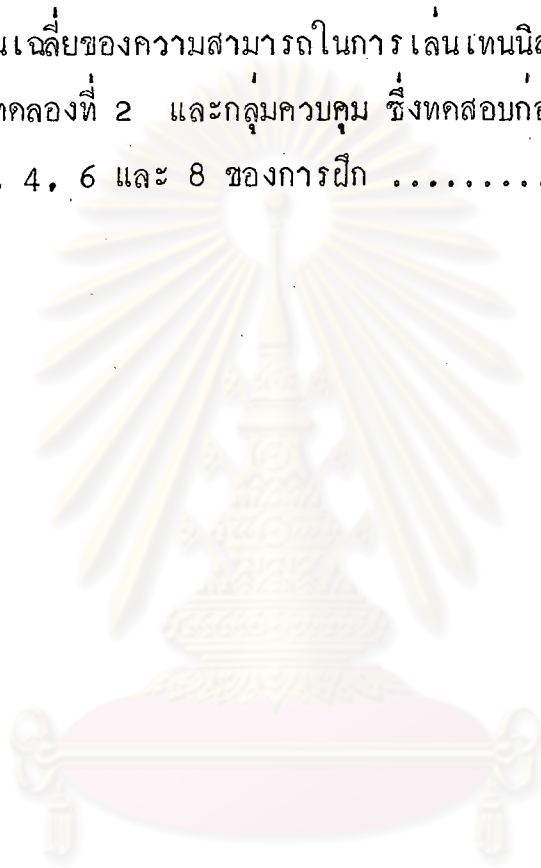 นเฉลี่ยของความสามารถในการเล่นเทนนิส
ทดลองที่ 2 และกลุ่มควบคุม ซึ่งทดสอบก่อ
4, 6 และ 8 ของการฝึก ..........